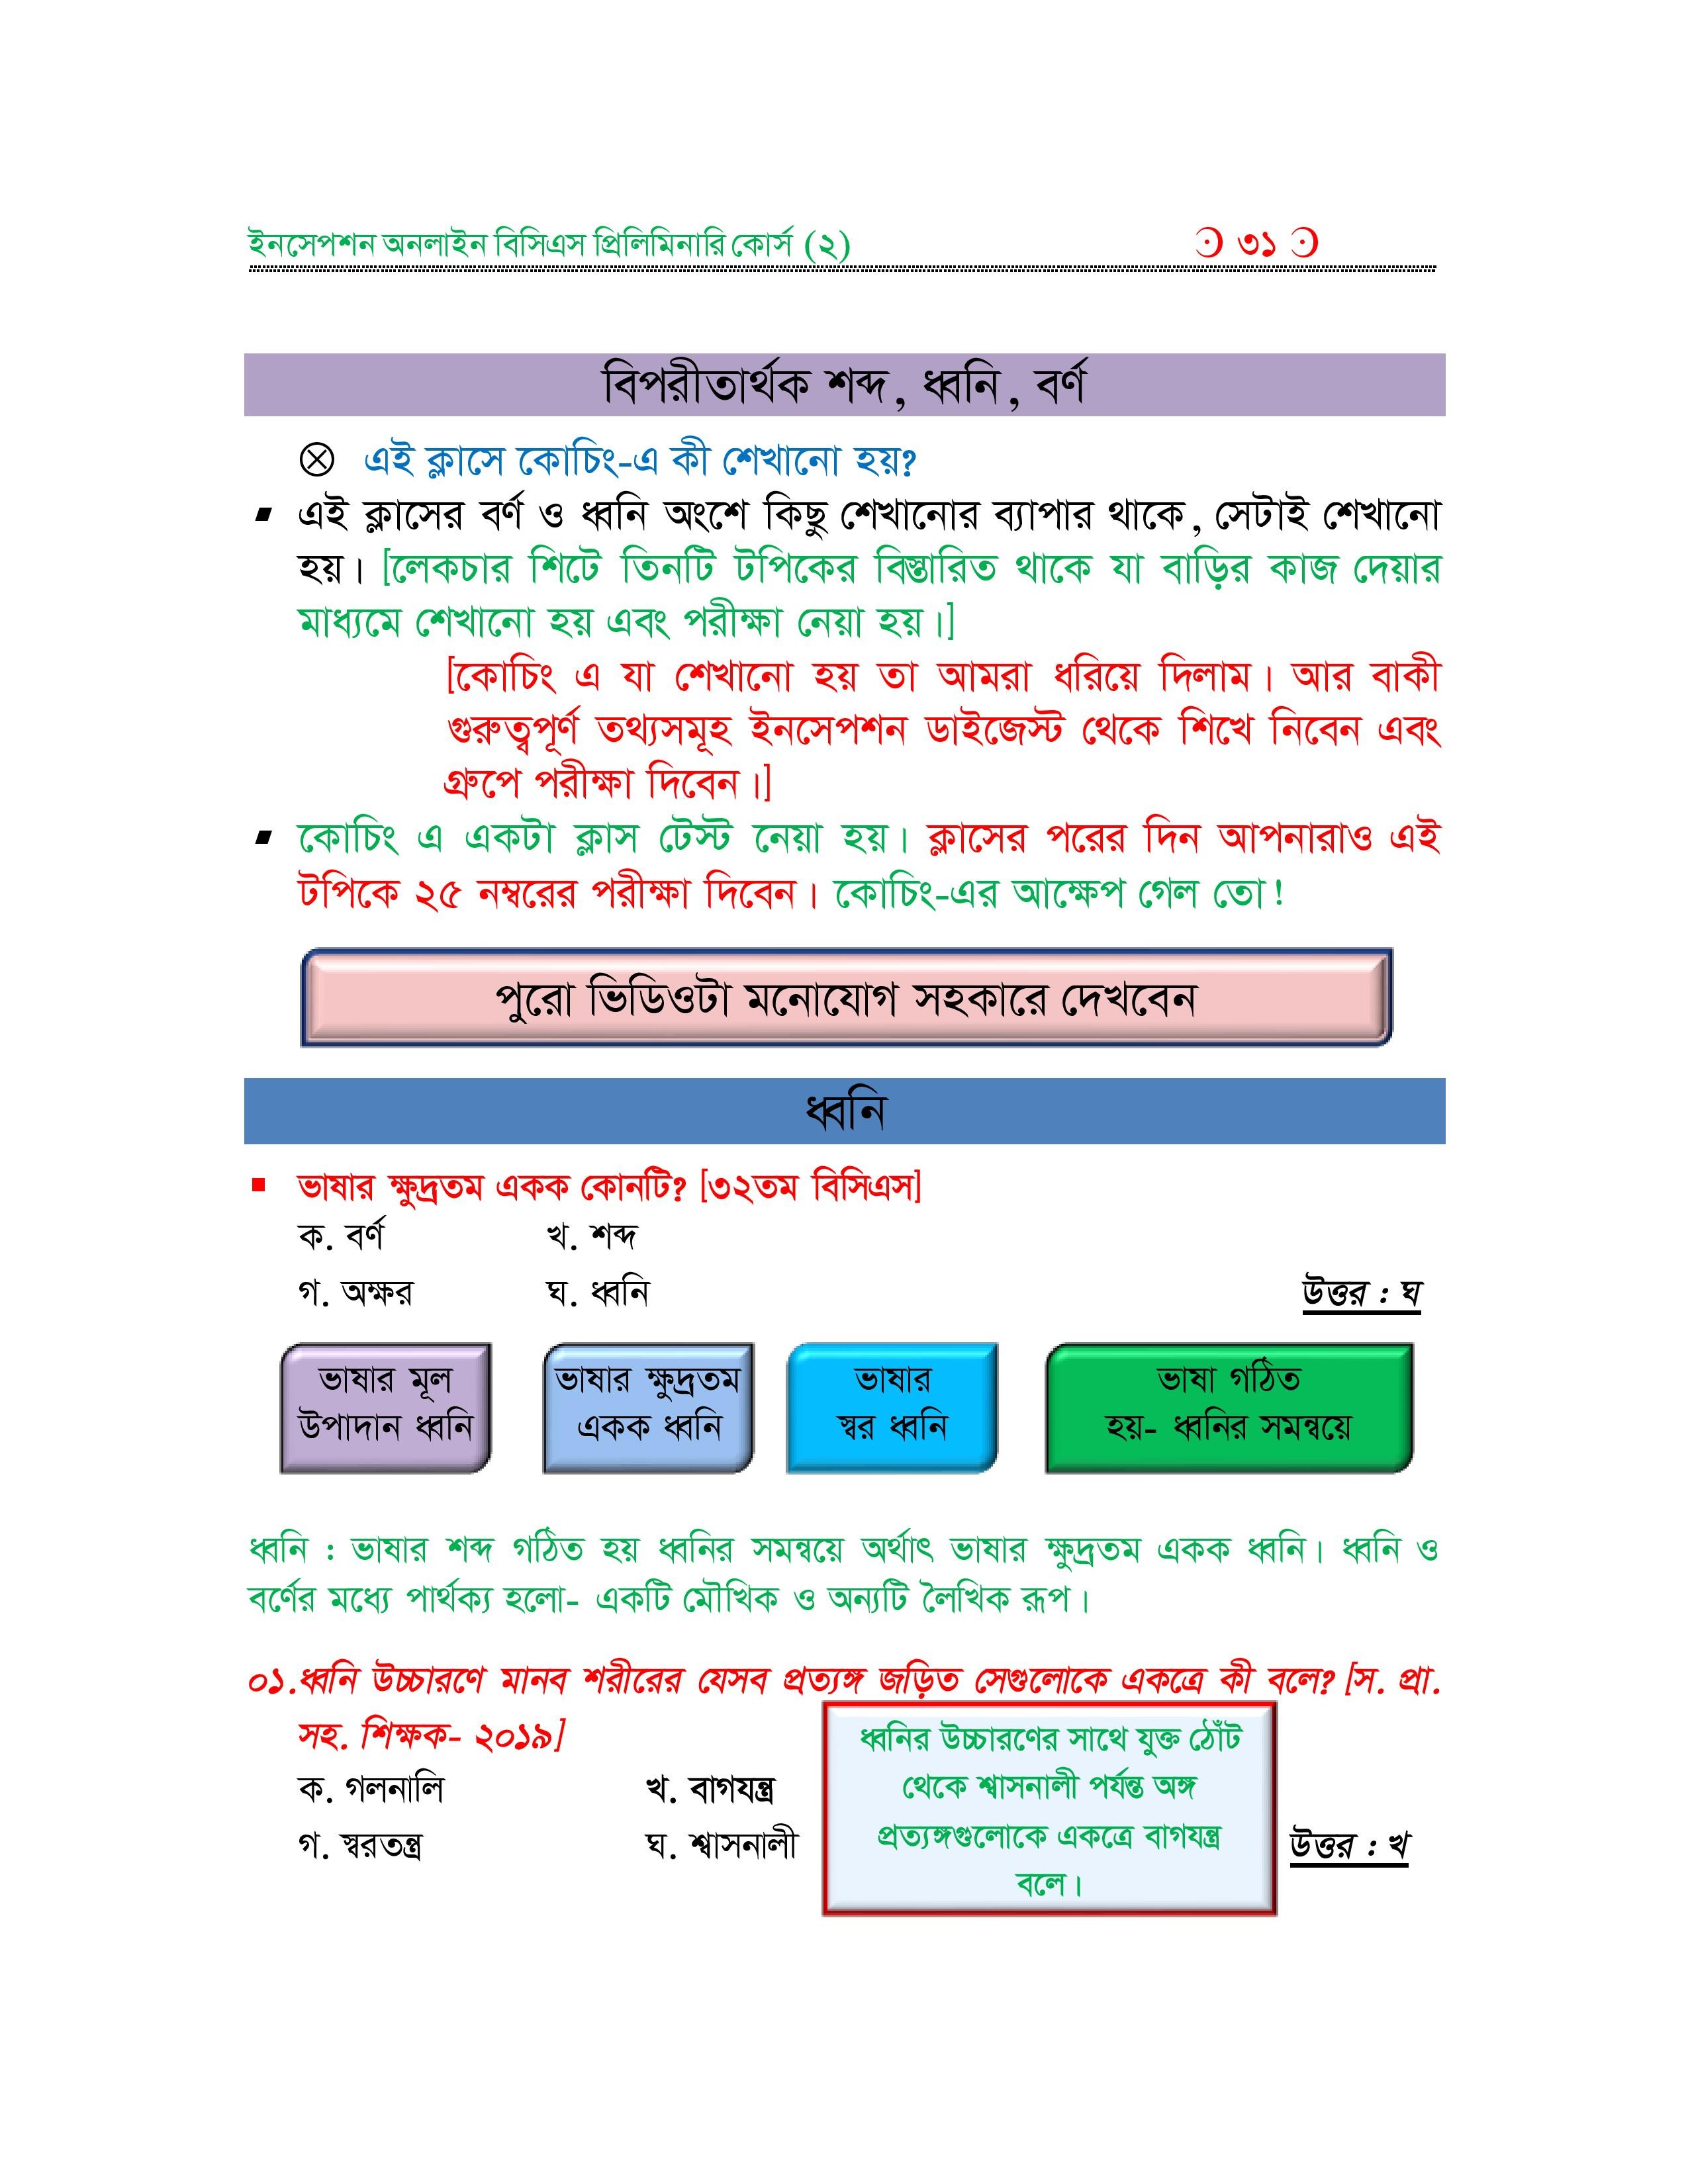 ইনসেপশন অনলাইন বিসিএস প্রিলিমিনারি কোর্স (২) ৩১
বিপরীতার্থক শব্দ, ধ্বনি, বর্ণ
এই ক্লাসে কোচিং-এ কী শেখানো হয়?
এই ক্লাসের বর্ণ ও ধ্বনি অংশে কিছু শেখানোর ব্যাপার থাকে, সেটাই শেখানো
হয়। [লেকচার শিটে তিনটি টপিকের বিস্তারিত থাকে যা বাড়ির কাজ দেয়ার
মাধ্যমে শেখানো হয় এবং পরীক্ষা নেয়া হয়।]
[কোচিং এ যা শেখানো হয় তা আমরা ধরিয়ে দিলাম। আর বাকী
গুরুত্বপূর্ণ তথ্যসমূহ ইনসেপশন ডাইজেস্ট থেকে শিখে নিবেন এবং
গ্রুপে পরীক্ষা দিবেন।]
কোচিং এ একটা ক্লাস টেস্ট নেয়া হয়। ক্লাসের পরের দিন আপনারাও এই
টপিকে ২৫ নম্বরের পরীক্ষা দিবেন। কোচিং-এর আক্ষেপ গেল তো!
পুরো ভিডিওটা মনোযোগ সহকারে দেখবেন
ধ্বনি
ভাষার ক্ষুদ্রতম একক কোনটি? [৩২তম বিসিএস]
ক. বর্ণ খ. শব্দ
গ. অক্ষর ঘ. ধ্বনি উত্তর : ঘ
ভাষার মূল
উপাদান ধ্বনি
ভাষার ক্ষুদ্রতম
একক ধ্বনি
ভাষার
স্বর ধ্বনি
ভাষা গঠিত
হয়- ধ্বনির সমন্বয়ে
ধ্বনি : ভাষার শব্দ গঠিত হয় ধ্বনির সমন্বয়ে অর্থাৎ ভাষার ক্ষুদ্রতম একক ধ্বনি। ধ্বনি ও
বর্ণের মধ্যে পার্থক্য হলো- একটি মৌখিক ও অন্যটি লৈখিক রূপ।
০১.ধ্বনি উচ্চারণে মানব শরীরের যেসব প্রত্যঙ্গ জড়িত সেগুলোকে একত্রে কী বলে? [স. প্রা.
সহ. শিক্ষক- ২০১৯]
ক. গলনালি খ. বাগযন্ত্র
গ. স্বরতন্ত্র ঘ. শ্বাসনালী উত্তর : খ
ধ্বনির উচ্চারণের সাথে যুক্ত ঠোঁট
থেকে শ্বাসনালী পর্যন্ত অঙ্গ
প্রত্যঙ্গগুলোকে একত্রে বাগযন্ত্র
বলে।